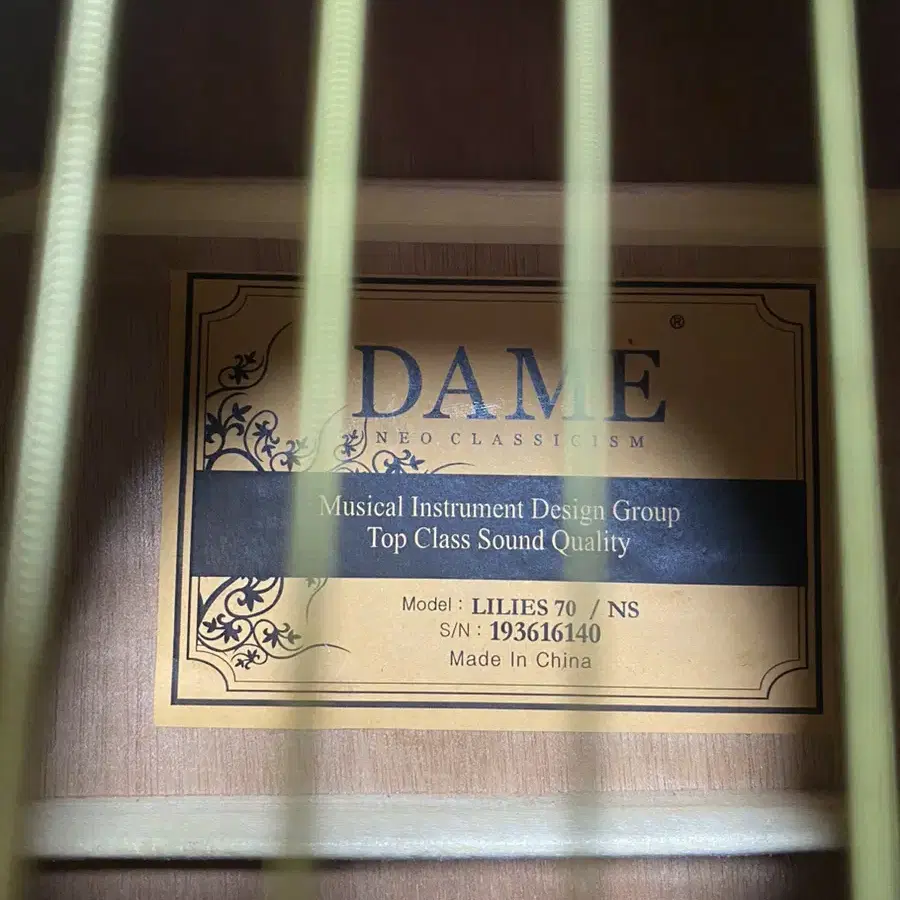 ®
DAME
NEO CLASSICISM
Musical Instrument Design Group
Top Class Sound Quality
Model : LILIES 70 / NS
S/N : 193616140
Made In China